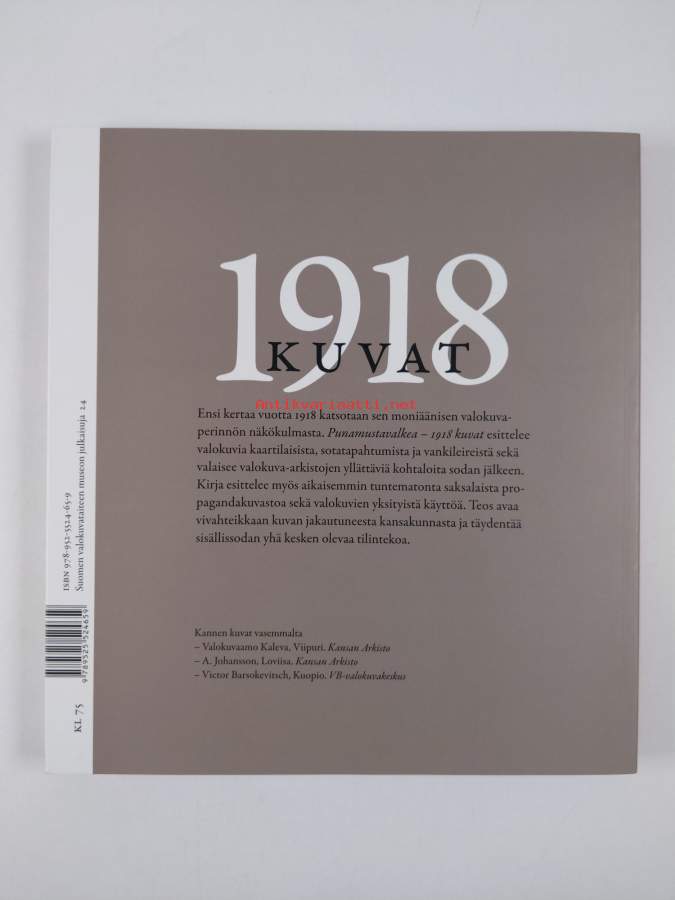 1918
KUVAT
Antikvariaatti.net
Ensi kertaa vuotta 1918 katsotaan sen moniäänisen valokuva-
perinnön näkökulmasta. Punamustavalkea – 1918 kuvat esittelee
valokuvia kaartilaisista, sotatapahtumista ja vankileireistä sekä
valaisee valokuva-arkistojen yllättäviä kohtaloita sodan jälkeen.
Kirja esittelee myös aikaisemmin tuntematonta saksalaista pro-
pagandakuvastoa sekä valokuvien yksityistä käyttöä. Teos avaa
vivahteikkaan kuvan jakautuneesta kansakunnasta ja täydentää
sisällissodan yhä kesken olevaa tilintekoa.
Kannen kuvat vasemmalta
– Valokuvaamo Kaleva, Viipuri. Kansan Arkisto
– A. Johansson, Loviisa. Kansan Arkisto
– Victor Barsokevitsch, Kuopio. VB-valokuvakeskus
ISBN 978-952-5524-65-9
Suomen valokuvataiteen museon julkaisuja 24
9789525524659
KL 75